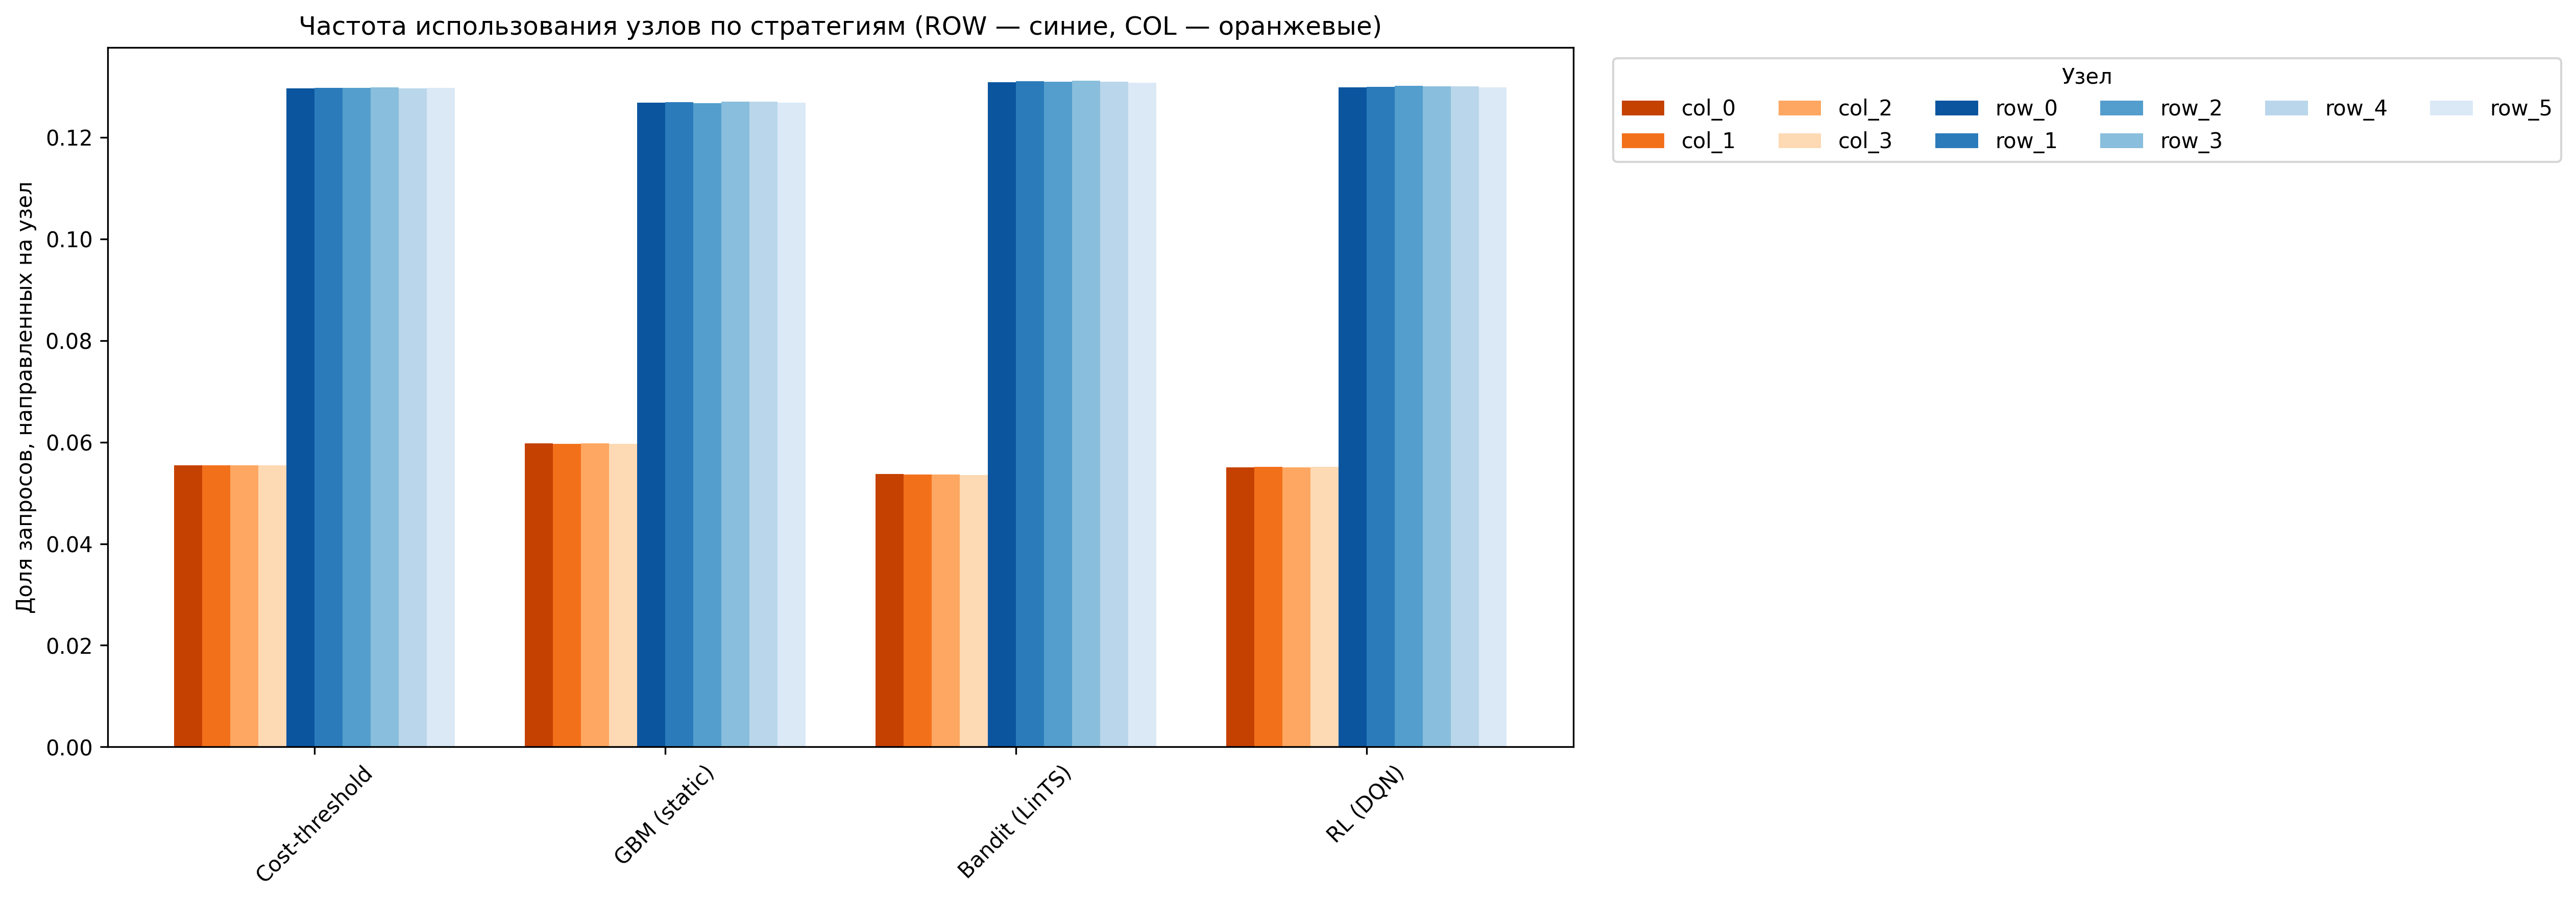 Частота использования узлов по стратегиям (ROW — синие, COL — оранжевые)
Доля запросов, направленных на узел
0.12
0.10
0.08
0.06
0.04
0.02
0.00
Cost-threshold
GBM (static)
Bandit (LinTS)
RL (DQN)
Узел
col_0 col_2 row_0 row_2 row_4 row_5
col_1 col_3 row_1 row_3